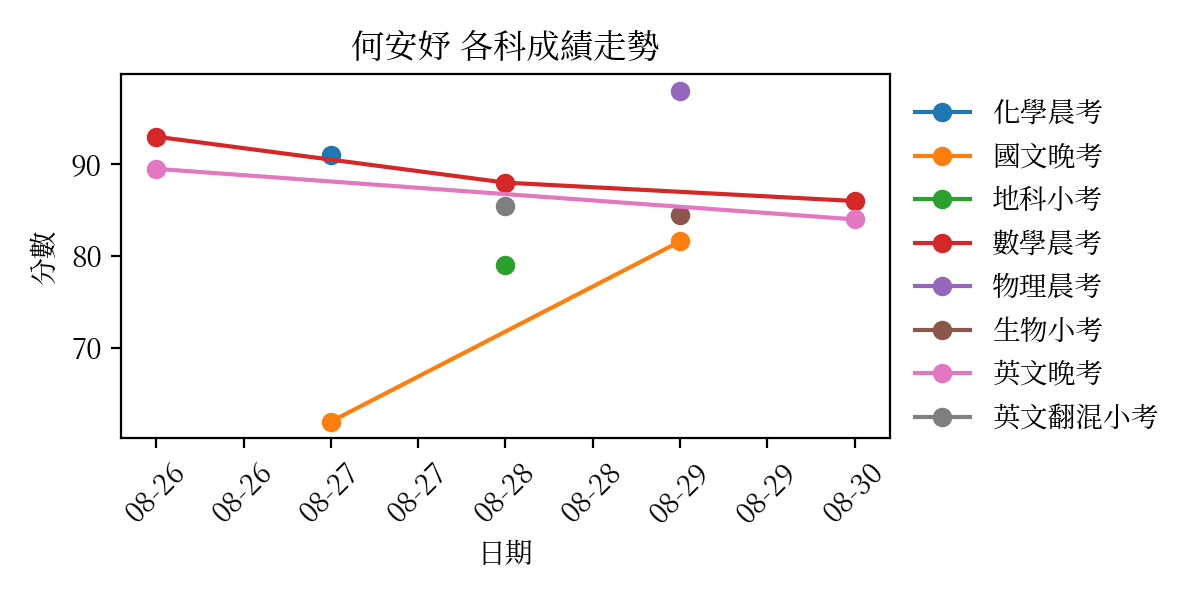 何安妤 各科成績走勢
分數
90
80
70
08-26
08-26
08-27
08-27
08-28
08-28
08-29
08-29
08-30
日期
化學晨考
國文晚考
地科小考
數學晨考
物理晨考
生物小考
英文晚考
英文翻混小考